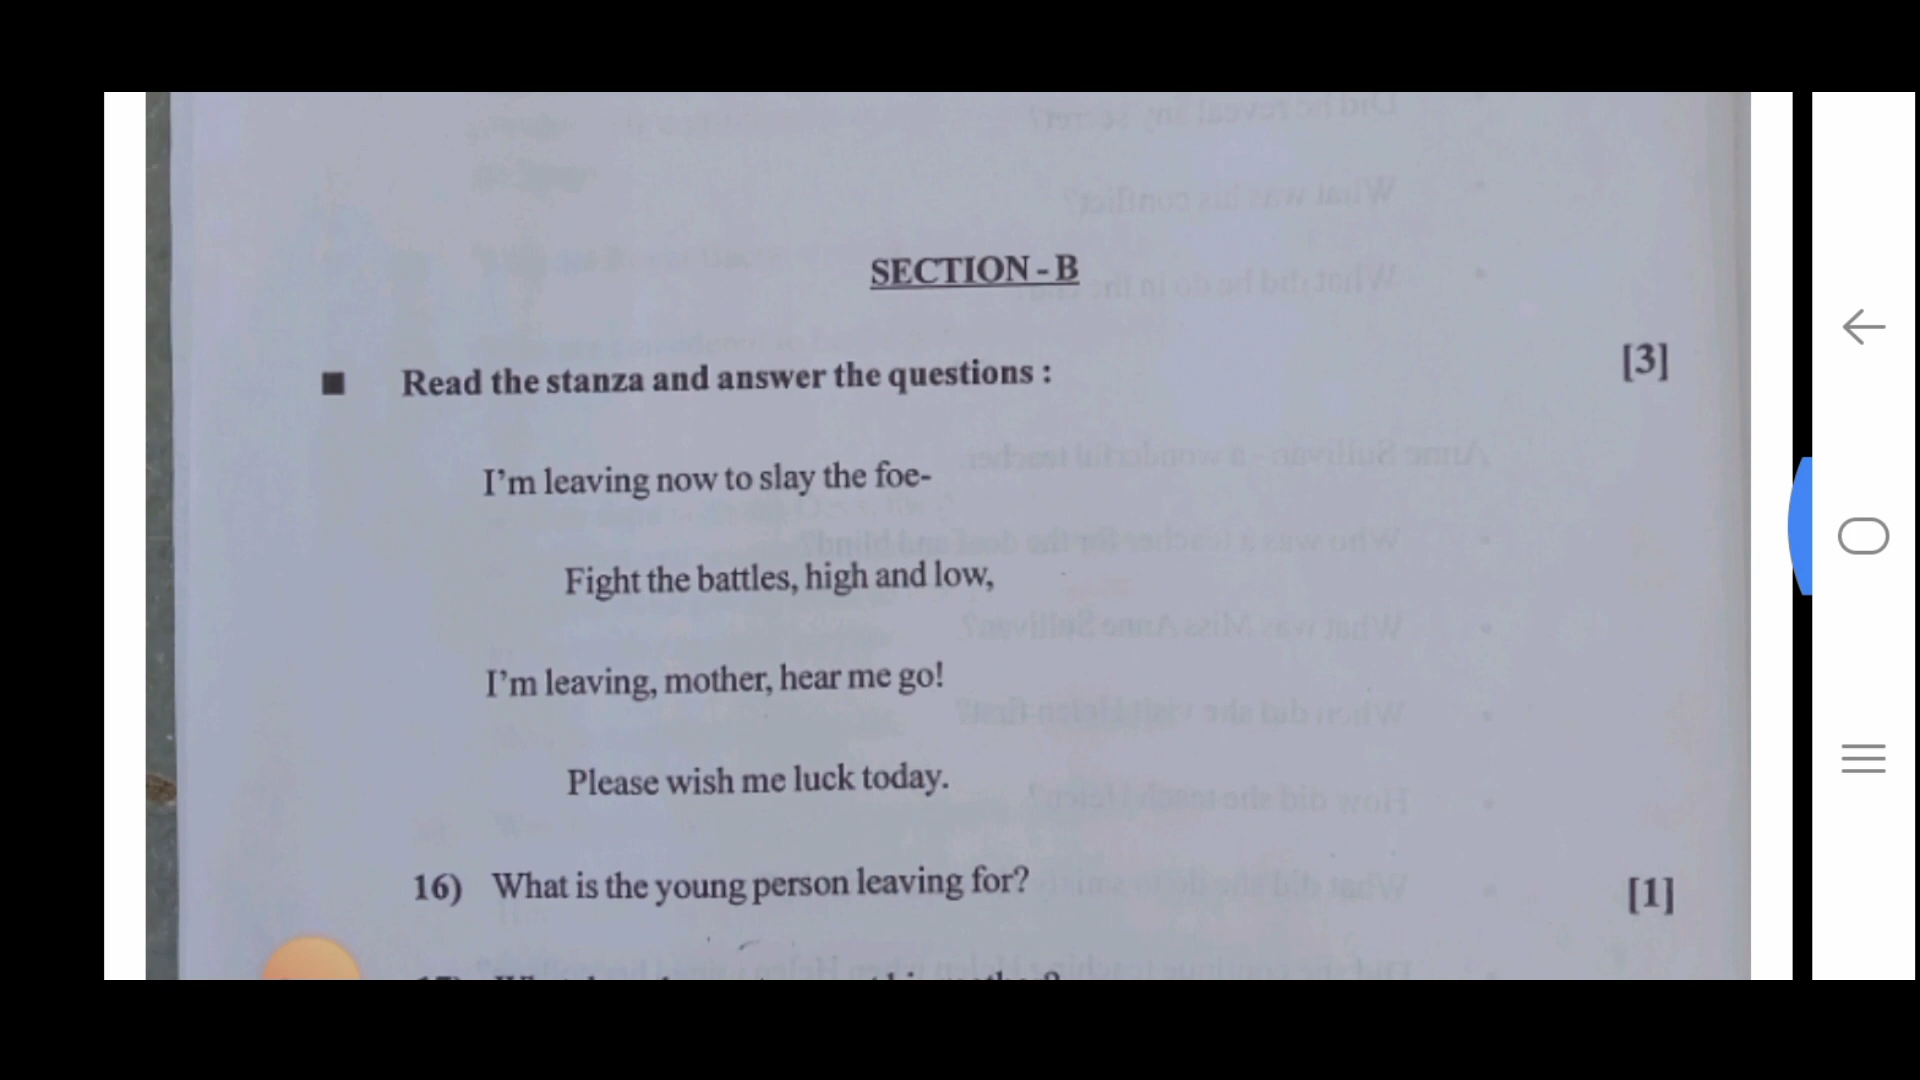 SECTION - B
■ Read the stanza and answer the questions : [3]
I'm leaving now to slay the foe-
Fight the battles, high and low,
I'm leaving, mother, hear me go!
Please wish me luck today.
16) What is the young person leaving for? [1]